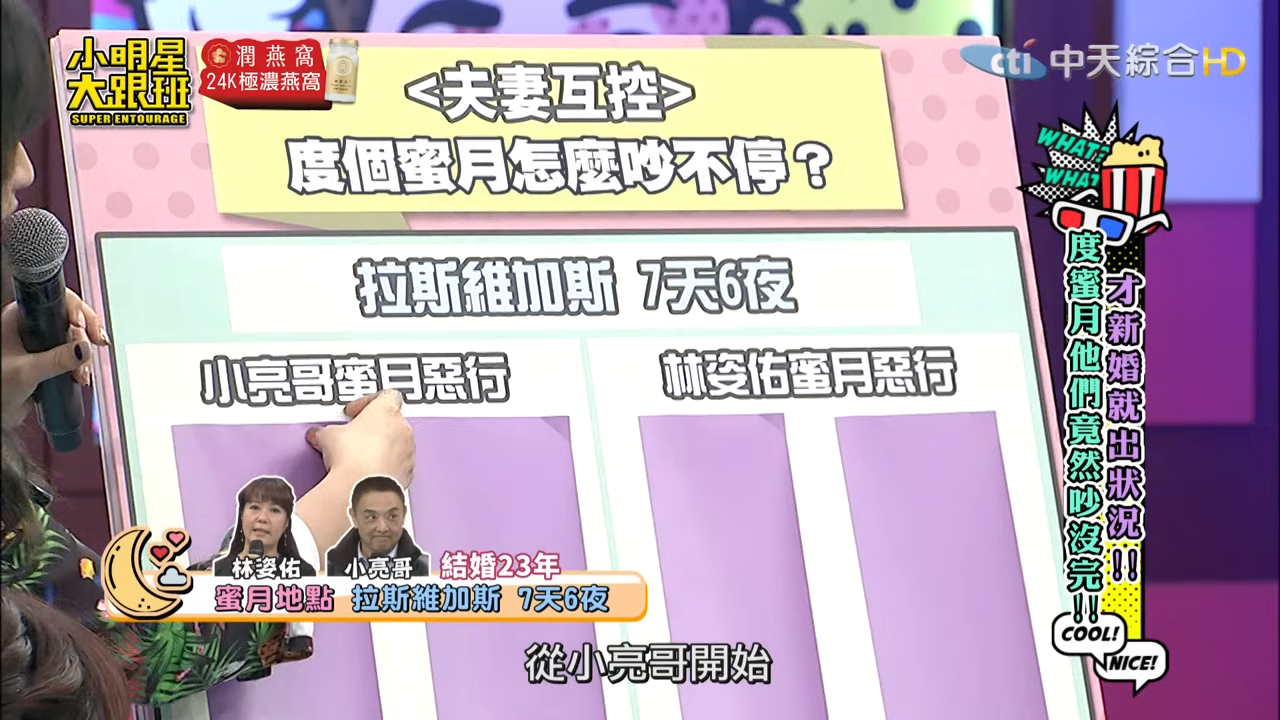 小明星
大跟班
SUPER ENTOURAGE
潤燕窩
24K極濃燕窩
cti 中天綜合HD
<夫妻互控>
度個蜜月怎麼吵不停？
拉斯維加斯 7天6夜
小亮哥蜜月惡行
林姿佑蜜月惡行
WHAT?
WHAT?
才新婚就出狀況!!
度蜜月他們竟然吵沒完!!
COOL!
NICE!
林姿佑
小亮哥
結婚23年
蜜月地點 拉斯維加斯 7天6夜
從小亮哥開始